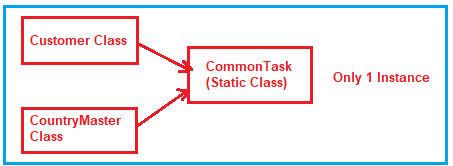 Customer Class
CommonTask
(Static Class)
Only 1 Instance
CountryMaster
Class